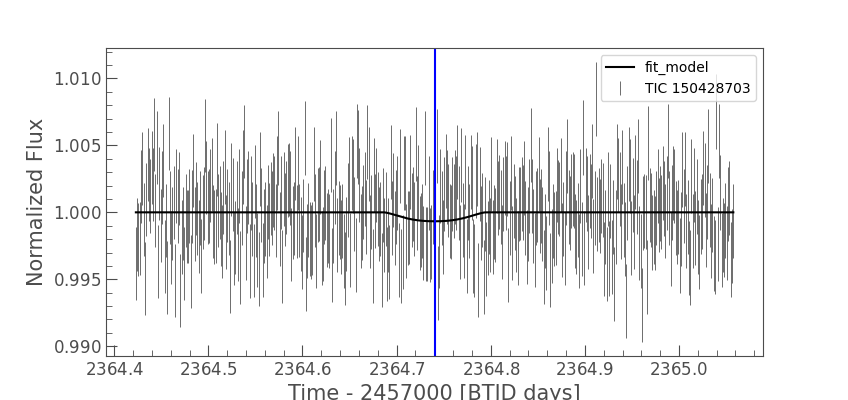 fit_model
TIC 150428703
1.010
1.005
1.000
0.995
0.990
Normalized Flux
2364.4 2364.5 2364.6 2364.7 2364.8 2364.9 2365.0
Time - 2457000 [BTJD days]